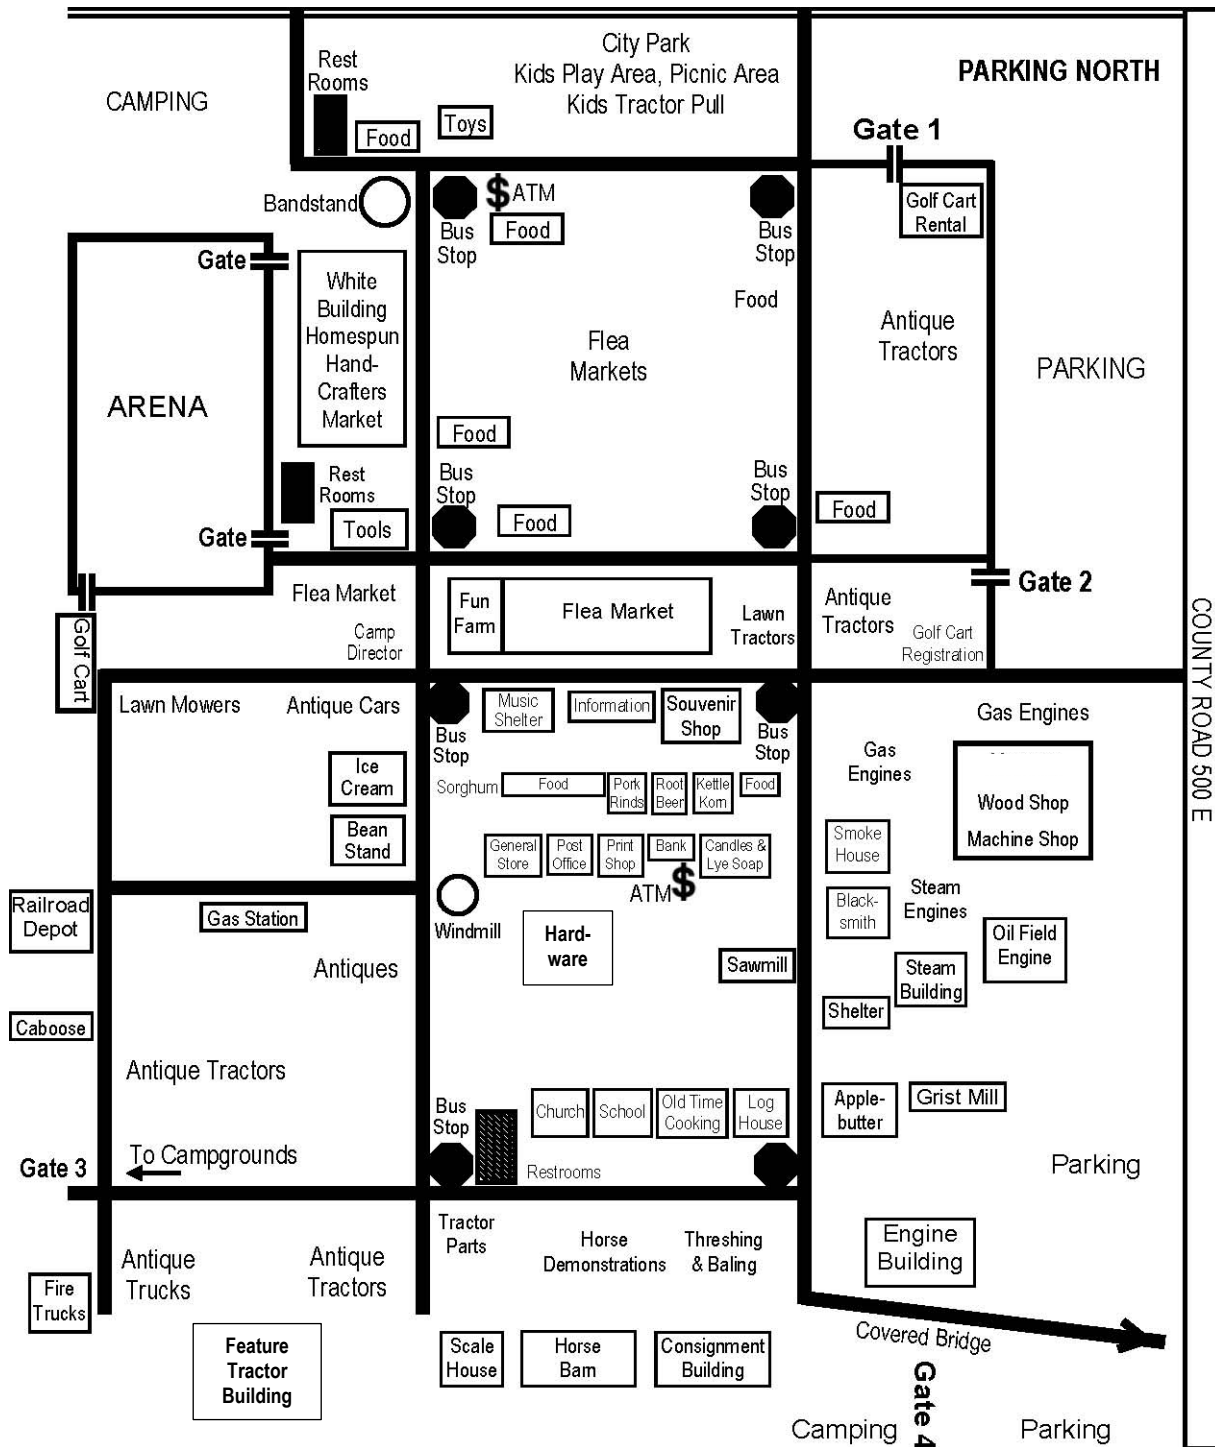 City Park
Kids Play Area, Picnic Area
Kids Tractor Pull
PARKING NORTH
CAMPING
Rest
Rooms
Food
Toys
Gate 1
Bandstand
$ ATM
Bus
Stop
Food
Bus
Stop
Golf Cart
Rental
Gate
White
Building
Homespun
Hand-
Crafters
Market
Food
Flea
Markets
Antique
Tractors
PARKING
ARENA
Food
Rest
Rooms
Bus
Stop
Bus
Stop
Gate
Tools
Food
Food
Gate 2
Golf Cart
Flea Market
Camp
Director
Fun
Farm
Flea Market
Lawn
Tractors
Antique
Tractors
Golf Cart
Registration
COUNTY ROAD 500 E
Lawn Mowers
Antique Cars
Bus
Stop
Music
Shelter
Information
Souvenir
Shop
Bus
Stop
Gas Engines
Gas
Engines
Ice
Cream
Sorghum
Food
Pork
Rinds
Root
Beer
Kettle
Korn
Food
Wood Shop
Machine Shop
Bean
Stand
General
Store
Post
Office
Print
Shop
Bank
Candles &
Lye Soap
Smoke
House
ATM $
Railroad
Depot
Gas Station
Windmill
Hard-
ware
Black-
smith
Steam
Engines
Oil Field
Engine
Antiques
Sawmill
Steam
Building
Shelter
Caboose
Antique Tractors
Bus
Stop
Church
School
Old Time
Cooking
Log
House
Apple-
butter
Grist Mill
Gate 3
To Campgrounds
Restrooms
Parking
Antique
Trucks
Antique
Tractors
Tractor
Parts
Horse
Demonstrations
Threshing
& Baling
Engine
Building
Fire
Trucks
Covered Bridge
Feature
Tractor
Building
Scale
House
Horse
Barn
Consignment
Building
Gate 4
Camping
Parking